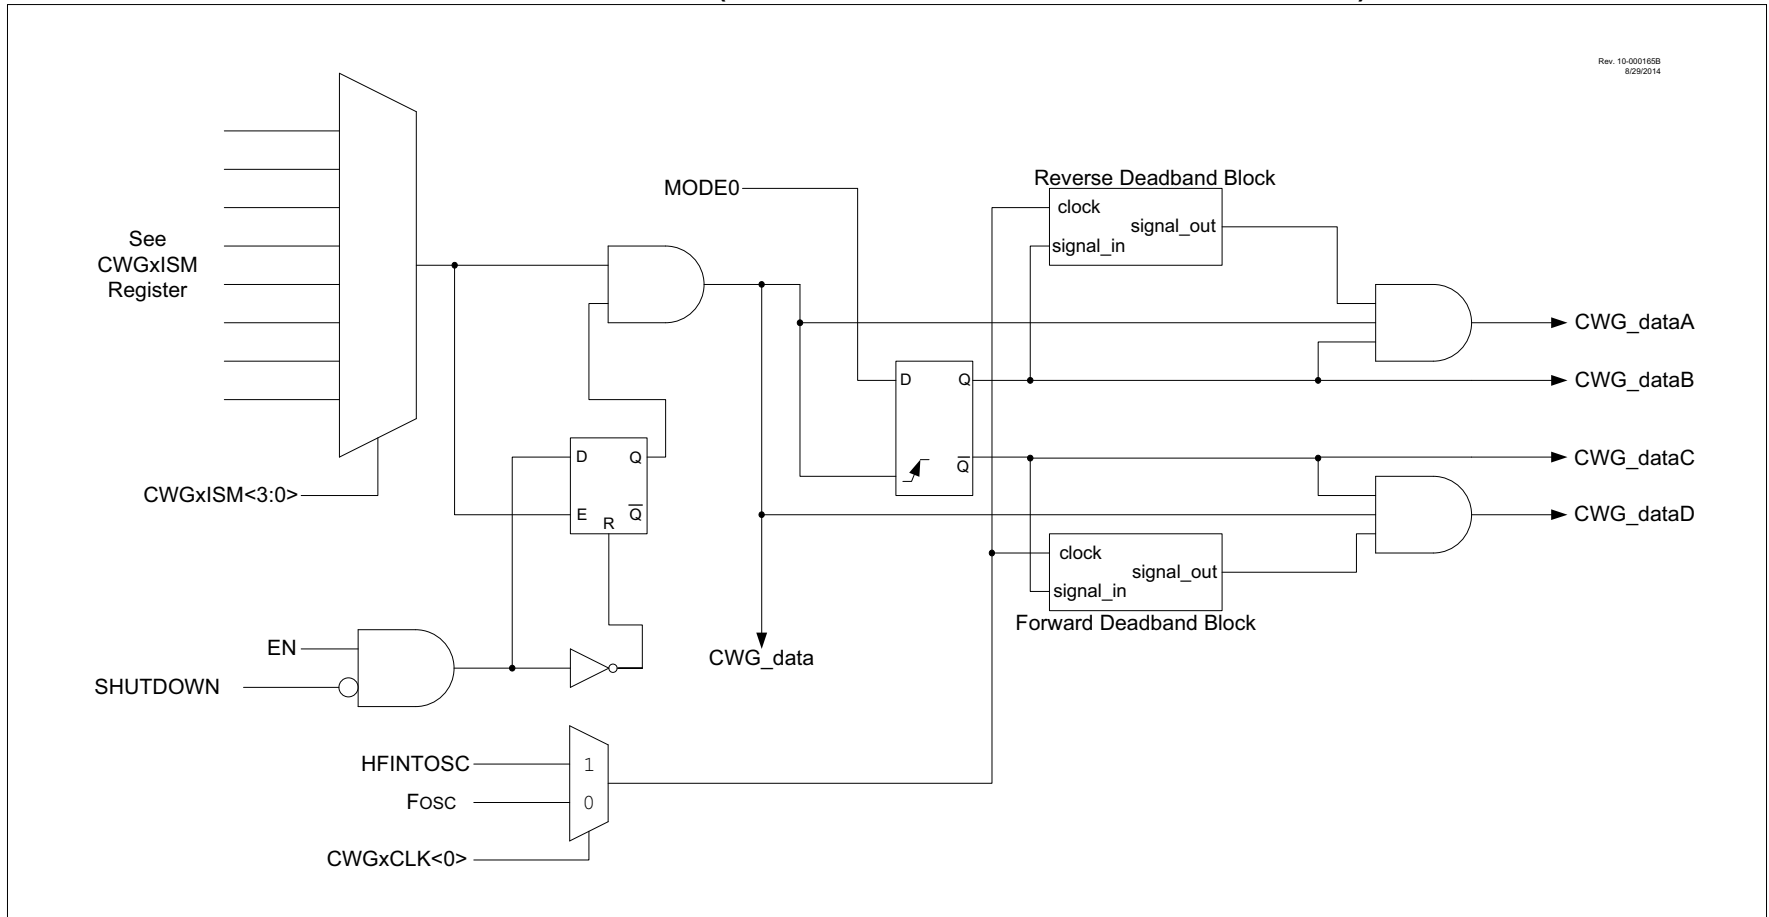 Rev. 10-000165B
8/29/2014
See
CWGxISM
Register
CWGxISM<3:0>
MODE0
Reverse Deadband Block
clock
signal_out
signal_in
CWG_dataA
D
Q
CWG_dataB
Q
CWG_dataC
CWG_dataD
D
Q
E
R
Q
clock
signal_out
signal_in
Forward Deadband Block
EN
SHUTDOWN
CWG_data
HFINTOSC
1
FOSC
0
CWGxCLK<0>